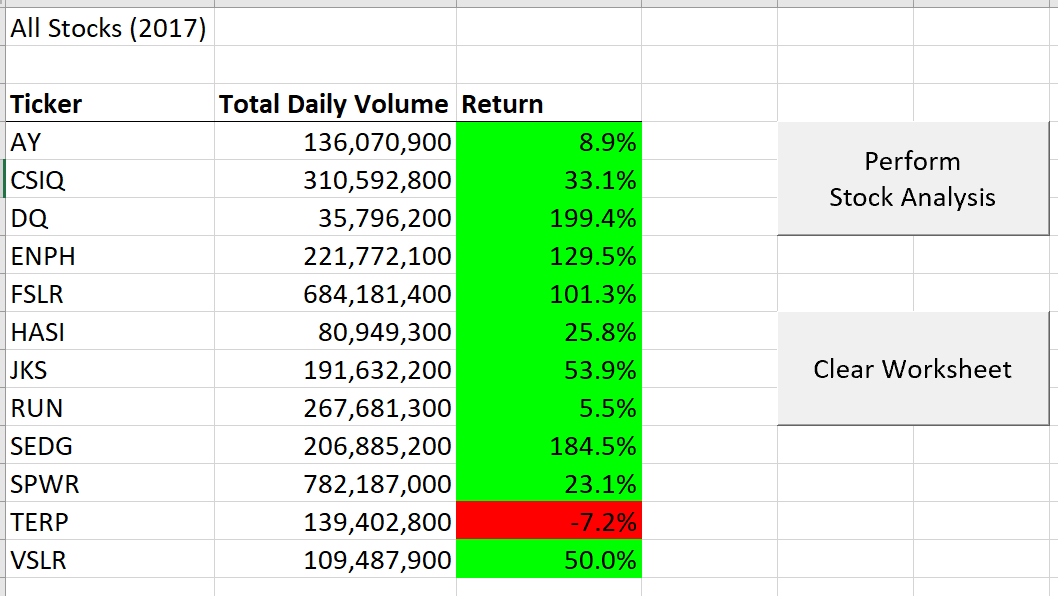 All Stocks (2017)
Ticker Total Daily Volume Return
AY 136,070,900 8.9%
CSIQ 310,592,800 33.1%
DQ 35,796,200 199.4%
ENPH 221,772,100 129.5%
FSLR 684,181,400 101.3%
HASI 80,949,300 25.8%
JKS 191,632,200 53.9%
RUN 267,681,300 5.5%
SEDG 206,885,200 184.5%
SPWR 782,187,000 23.1%
TERP 139,402,800 -7.2%
VSLR 109,487,900 50.0%
Perform
Stock Analysis
Clear Worksheet